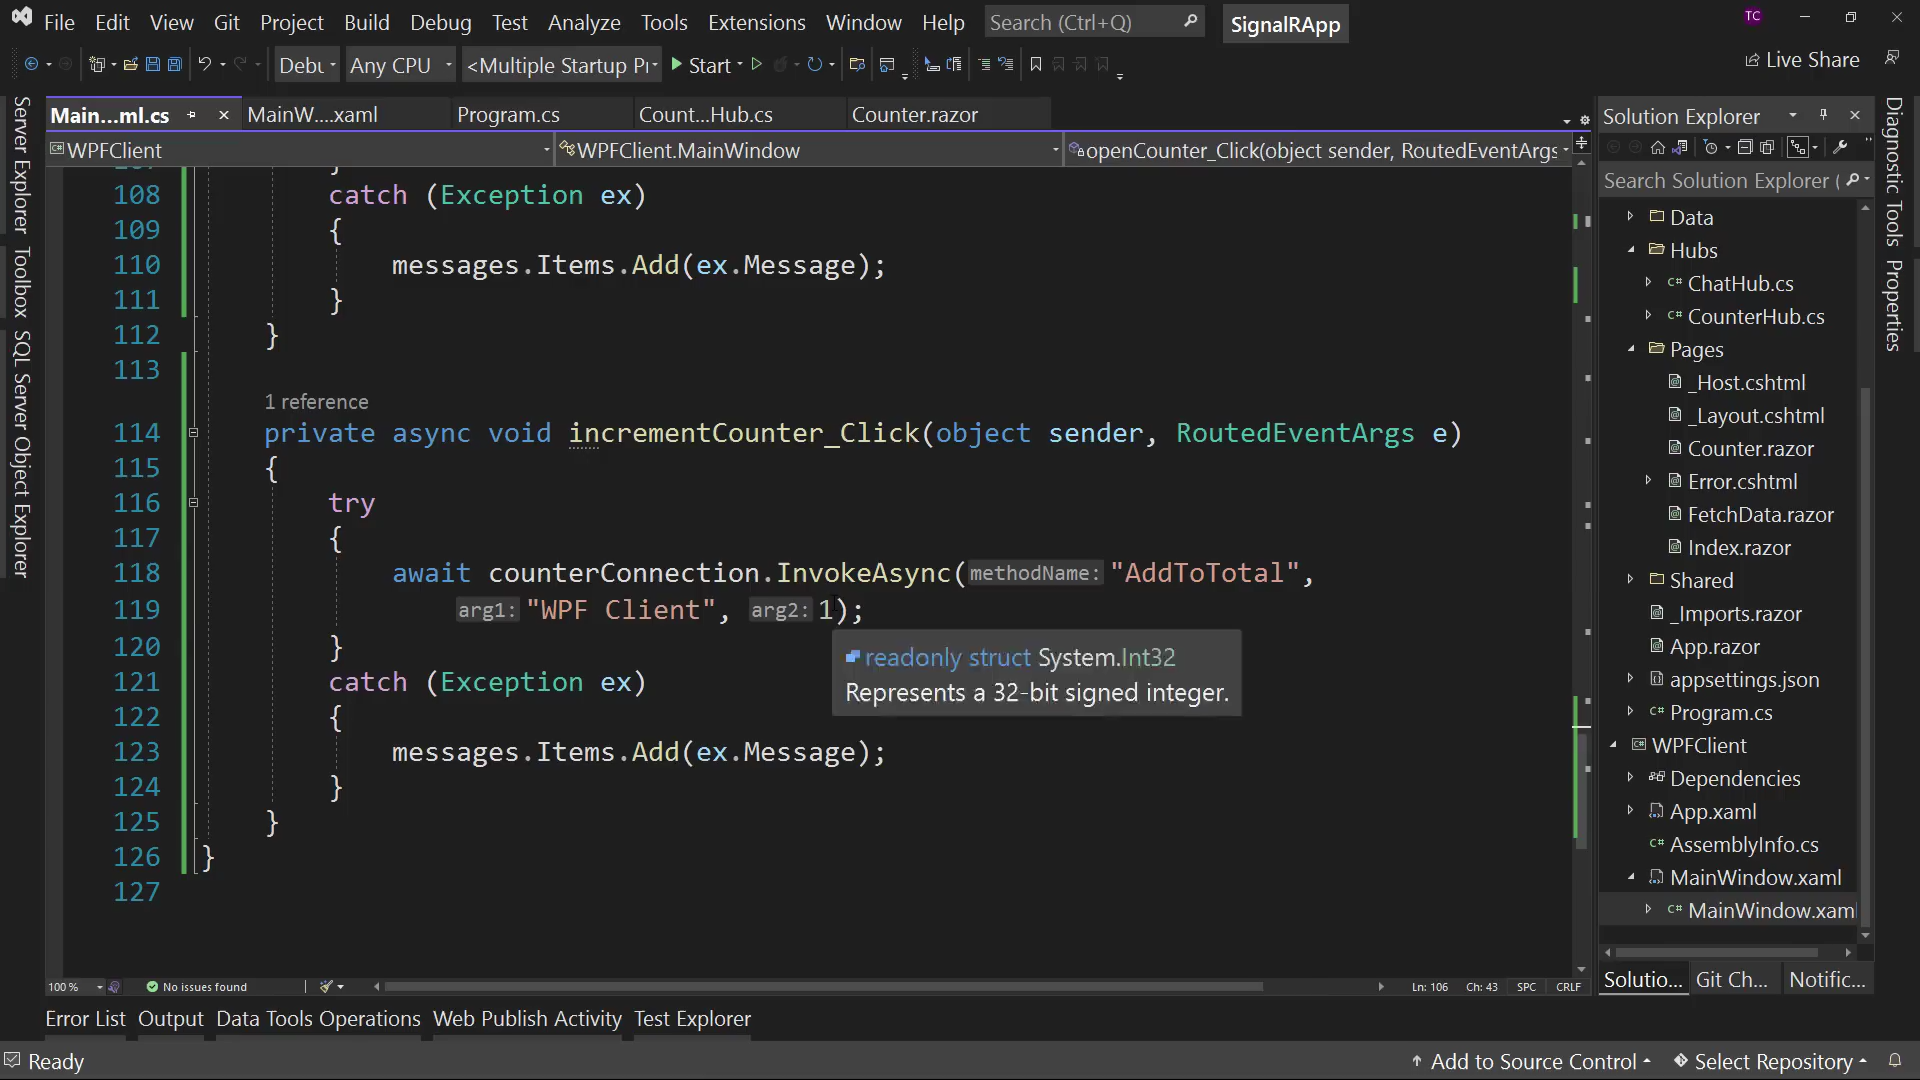 File Edit View Git Project Build Debug Test Analyze Tools Extensions Window Help Search (Ctrl+Q) SignalRApp TC
Debu Any CPU <Multiple Startup Pr Start Live Share
Main...ml.cs MainW....xaml Program.cs Count...Hub.cs Counter.razor
WPFClient WPFClient.MainWindow openCounter_Click(object sender, RoutedEventArgs
108 catch (Exception ex)
109 {
110 messages.Items.Add(ex.Message);
111 }
112 }
113
1 reference
114 private async void incrementCounter_Click(object sender, RoutedEventArgs e)
115 {
116 try
117 {
118 await counterConnection.InvokeAsync(methodName: "AddToTotal",
119 arg1: "WPF Client", arg2: 1);
120 }
readonly struct System.Int32
Represents a 32-bit signed integer.
121 catch (Exception ex)
122 {
123 messages.Items.Add(ex.Message);
124 }
125 }
126 }
127
100 % No issues found Ln: 106 Ch: 43 SPC CRLF
Error List Output Data Tools Operations Web Publish Activity Test Explorer
Ready Add to Source Control Select Repository
Server Explorer
Toolbox
SQL Server Object Explorer
Solution Explorer
Search Solution Explorer (
Data
Hubs
ChatHub.cs
CounterHub.cs
Pages
_Host.cshtml
_Layout.cshtml
Counter.razor
Error.cshtml
FetchData.razor
Index.razor
Shared
_Imports.razor
App.razor
appsettings.json
Program.cs
WPFClient
Dependencies
App.xaml
AssemblyInfo.cs
MainWindow.xaml
MainWindow.xaml
Solutio... Git Ch... Notific...
Diagnostic Tools
Properties